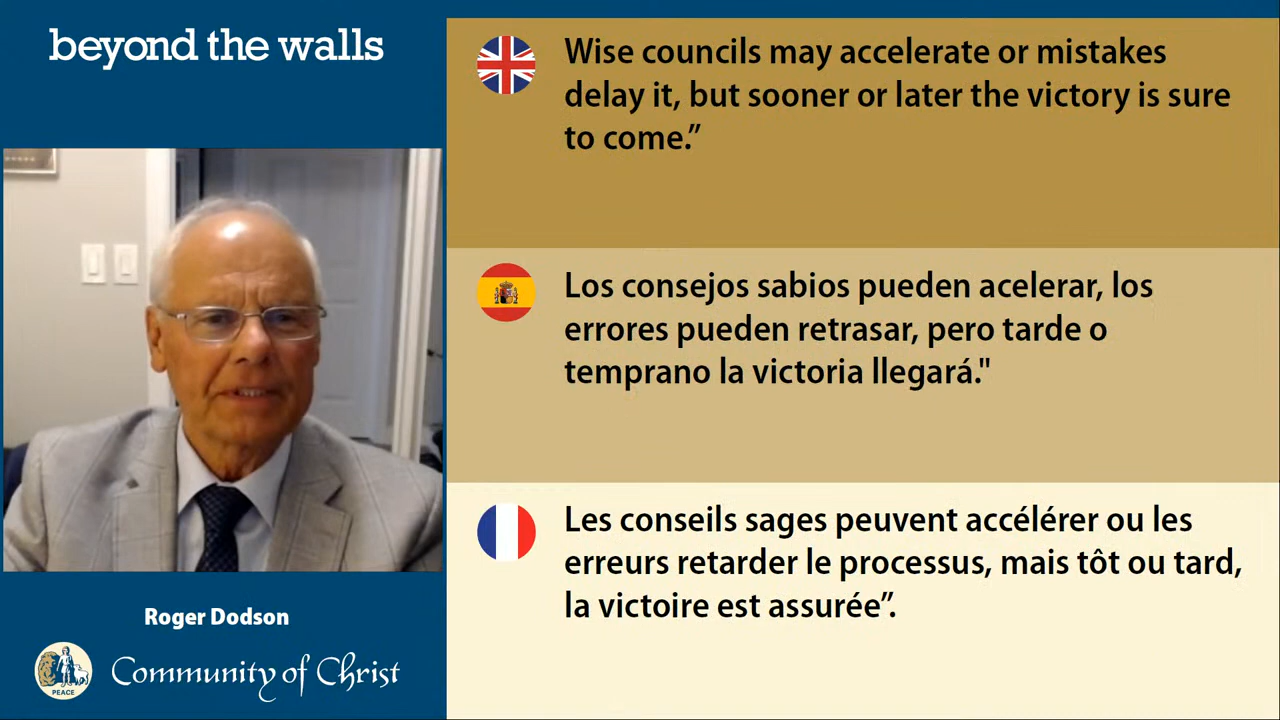 beyond the walls
Wise councils may accelerate or mistakes
delay it, but sooner or later the victory is sure
to come.”
Los consejos sabios pueden acelerar, los
errores pueden retrasar, pero tarde o
temprano la victoria llegará."
Les conseils sages peuvent accélérer ou les
erreurs retarder le processus, mais tôt ou tard,
la victoire est assurée”.
Roger Dodson
PEACE
Community of Christ